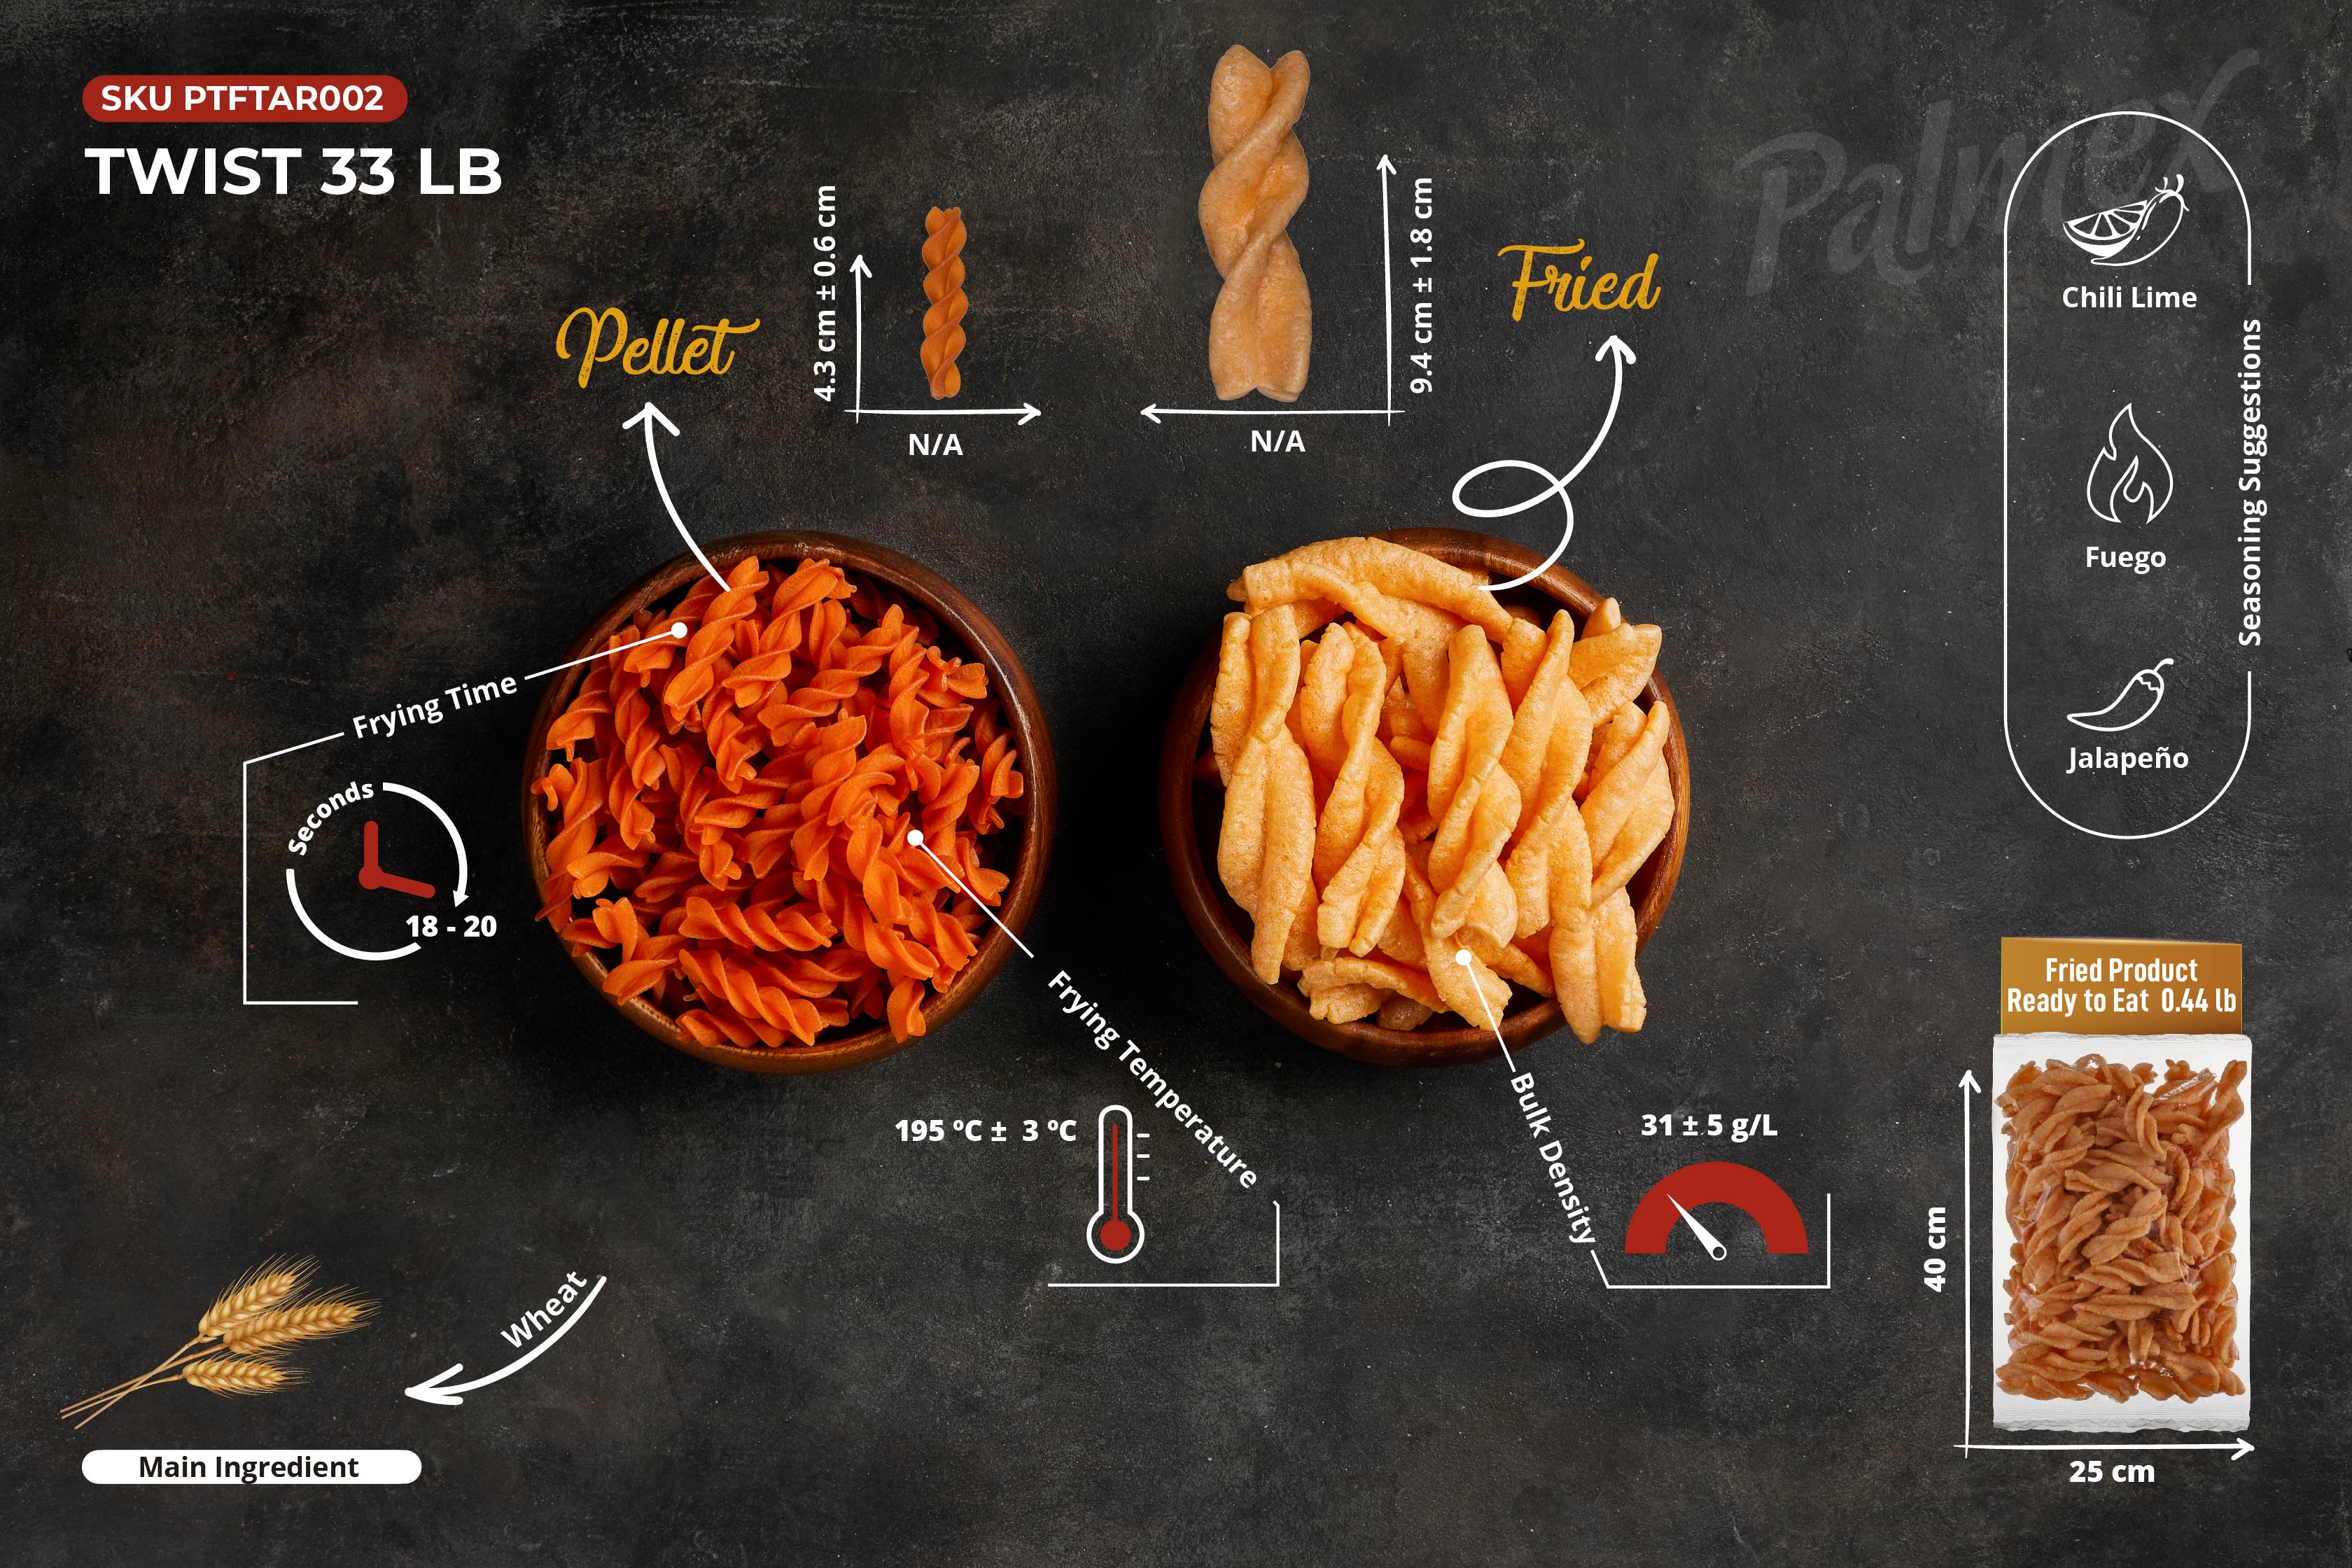 SKU PTFTAR002
TWIST 33 LB
Pellet
4.3 cm ± 0.6 cm
N/A
9.4 cm ± 1.8 cm
N/A
Fried
Palmex
Chili Lime
Fuego
Jalapeño
Seasoning Suggestions
Frying Time
Seconds
18 - 20
Frying Temperature
195 ºC ± 3 ºC
Bulk Density
31 ± 5 g/L
Fried Product
Ready to Eat 0.44 lb
40 cm
25 cm
Wheat
Main Ingredient